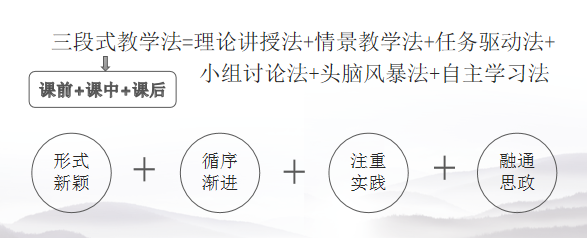 三段式教学法=理论讲授法+情景教学法+任务驱动法+
小组讨论法+头脑风暴法+自主学习法
课前+课中+课后
形式
新颖
+
循序
渐进
+
注重
实践
+
融通
思政